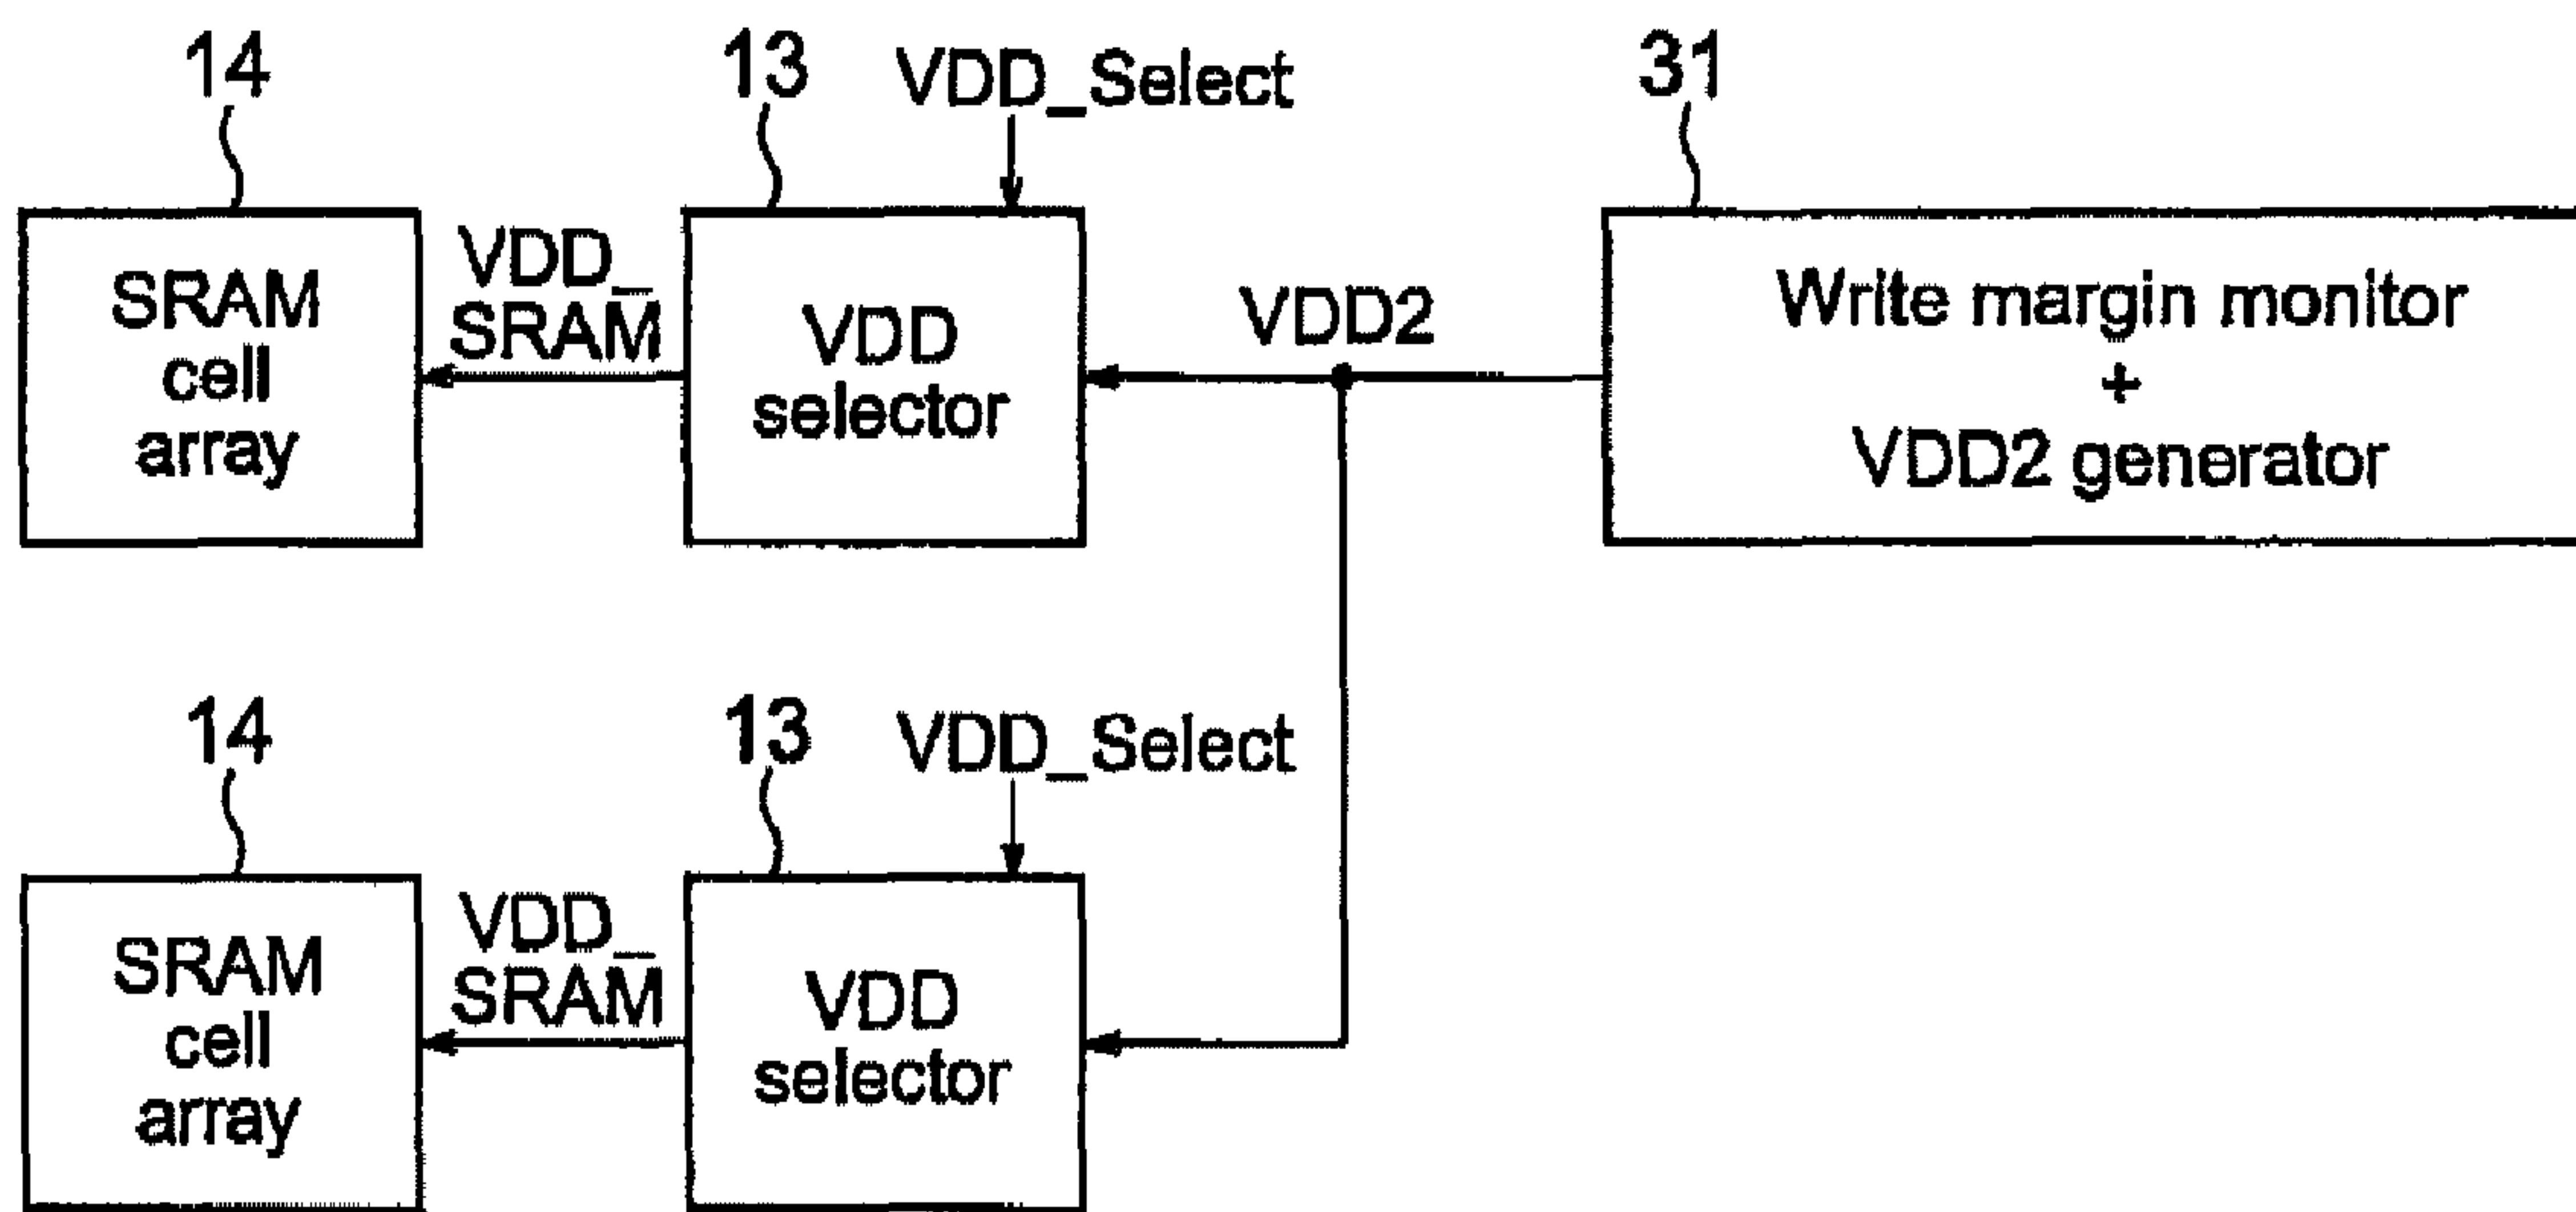 14
13
VDD_Select
31
SRAM
cell
array
VDD_
SRAM
VDD
selector
VDD2
Write margin monitor
+
VDD2 generator
14
13
VDD_Select
SRAM
cell
array
VDD_
SRAM
VDD
selector